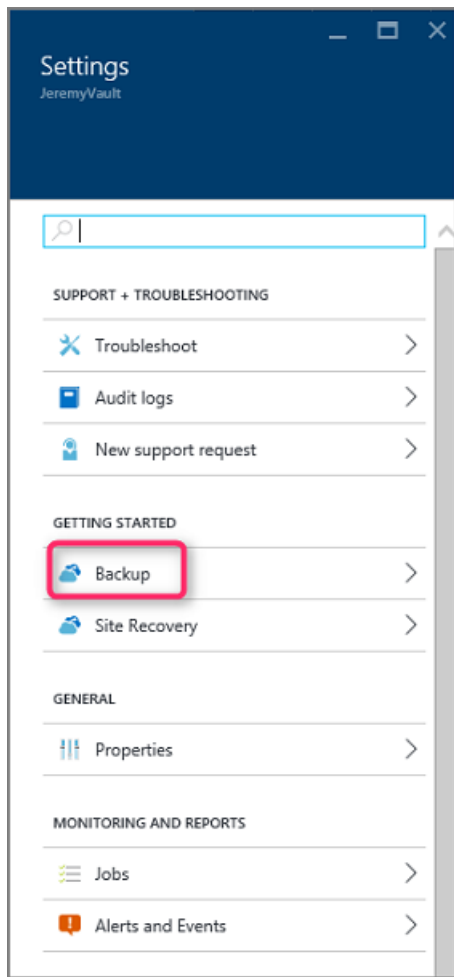 Settings
JeremyVault
SUPPORT + TROUBLESHOOTING
Troubleshoot
Audit logs
New support request
GETTING STARTED
Backup
Site Recovery
GENERAL
Properties
MONITORING AND REPORTS
Jobs
Alerts and Events